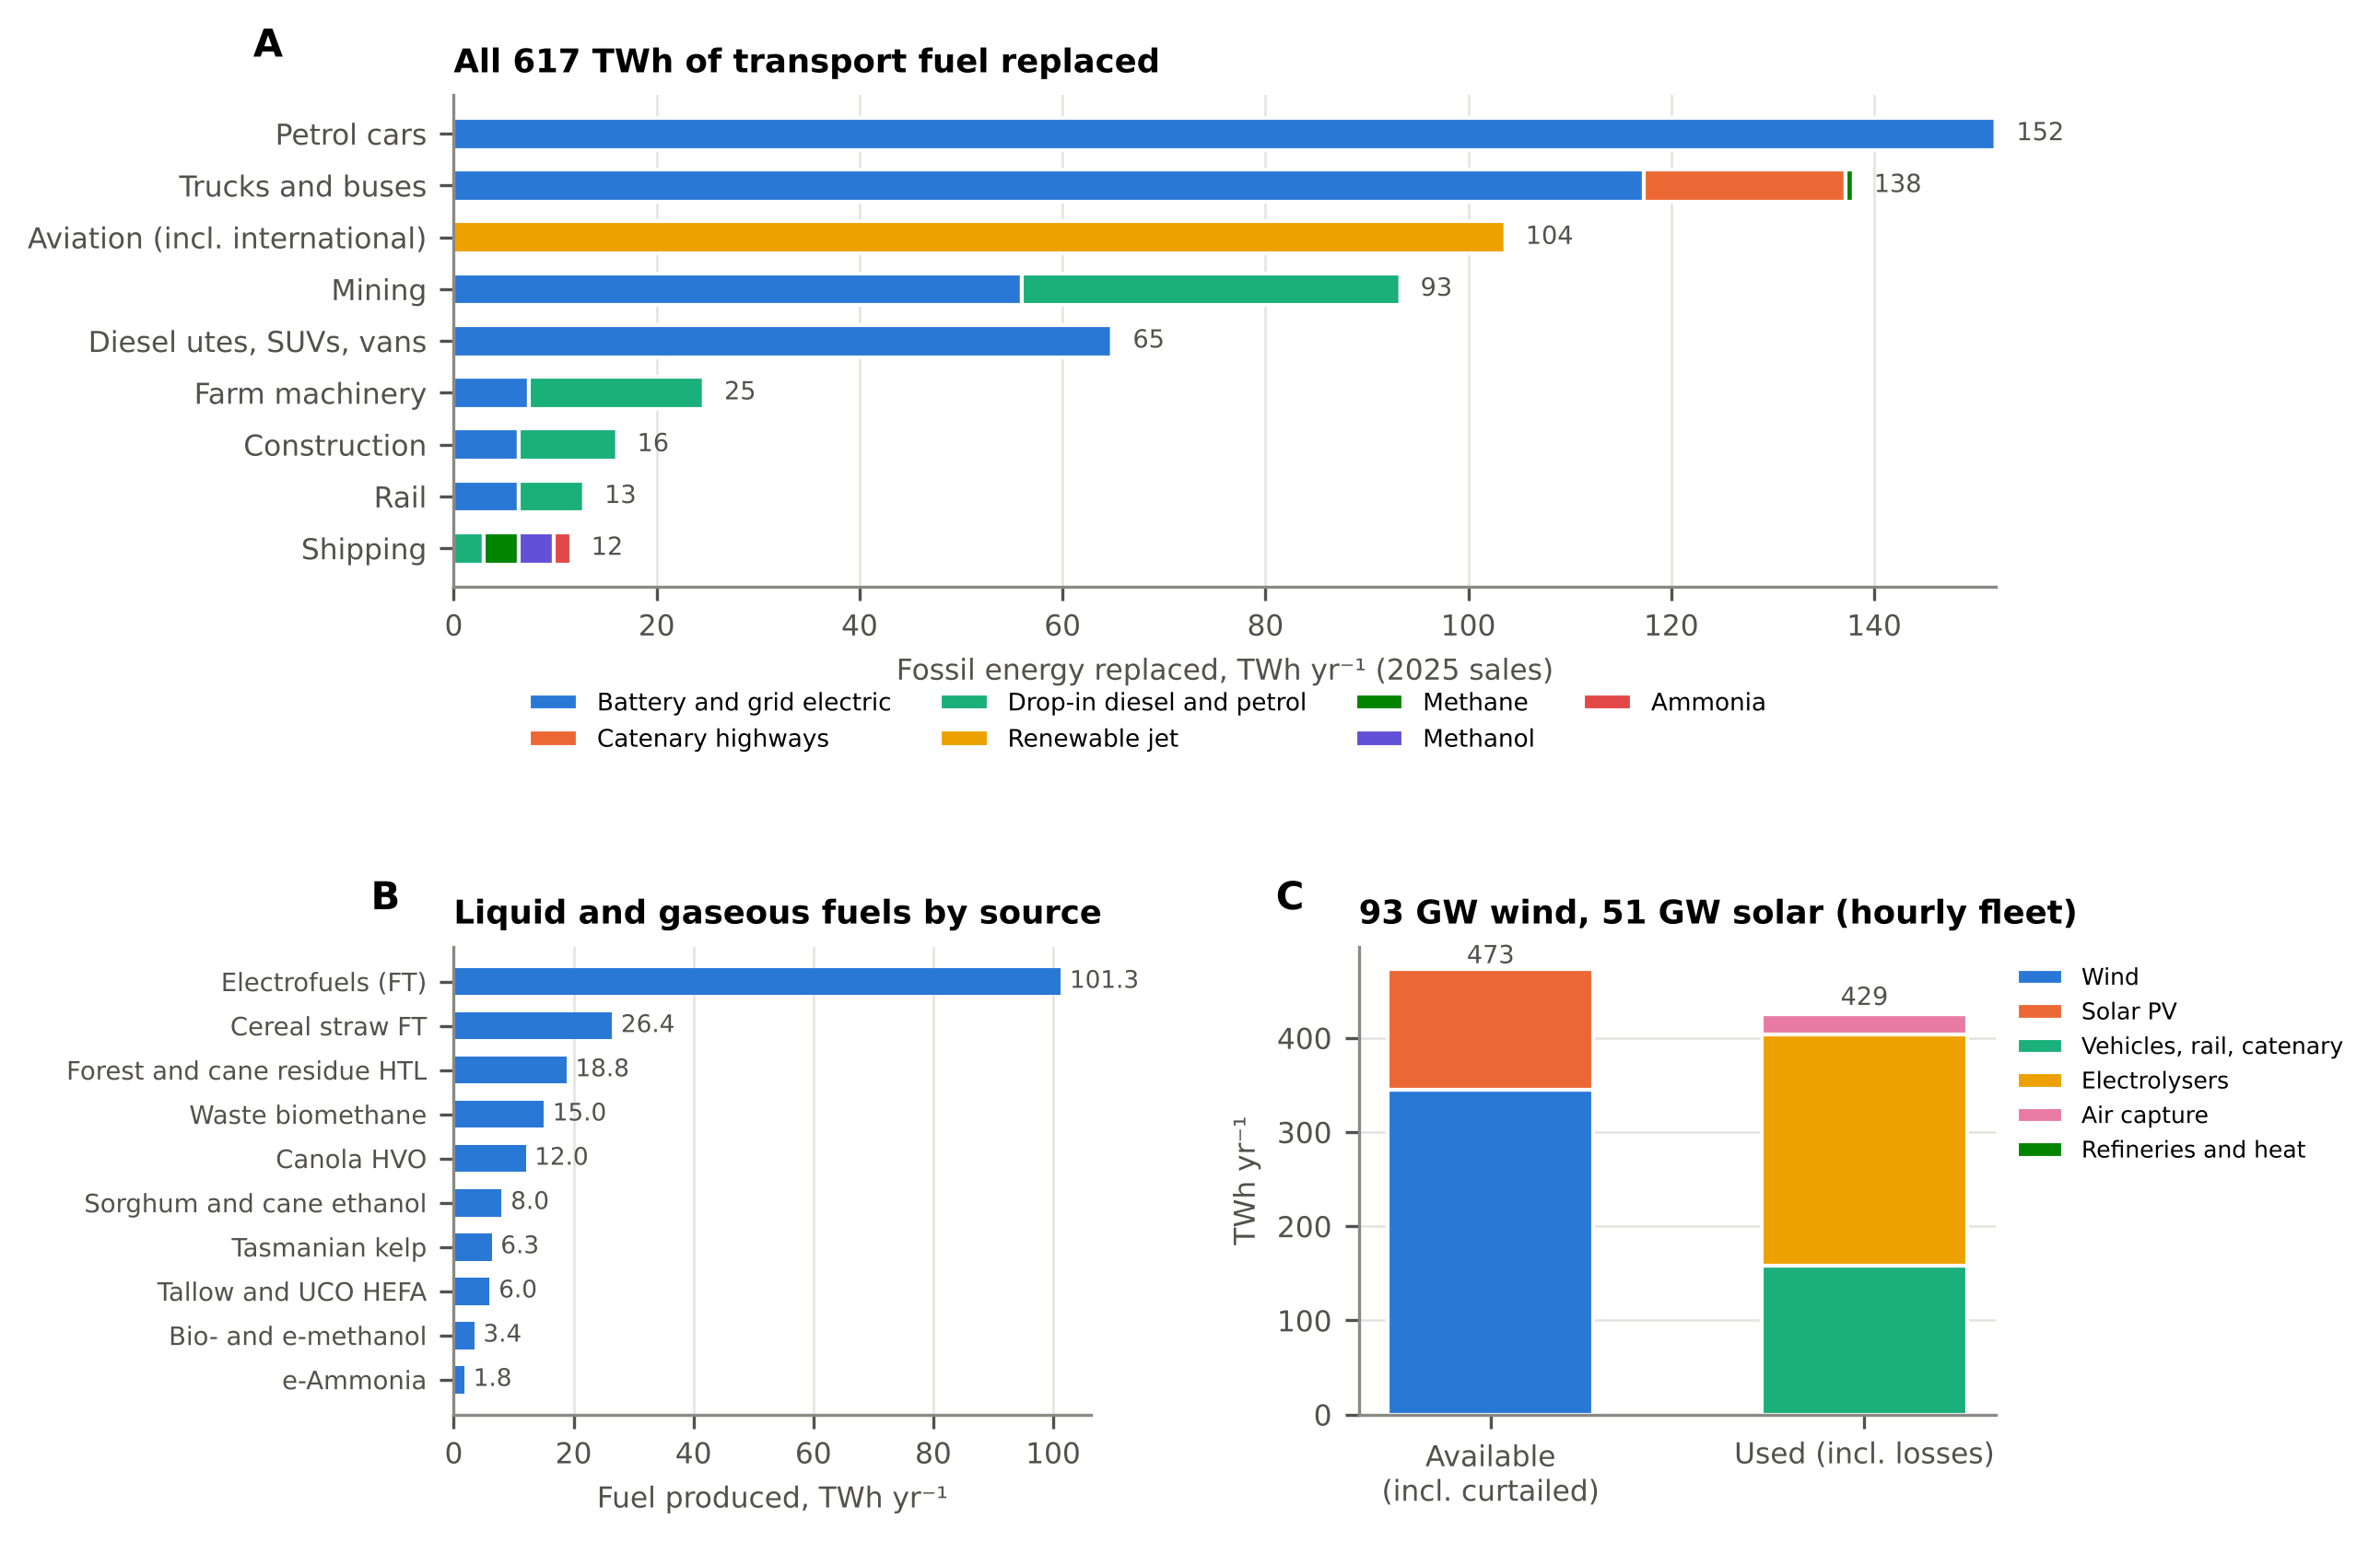 A
All 617 TWh of transport fuel replaced
Petrol cars
152
Trucks and buses
138
Aviation (incl. international)
104
Mining
93
Diesel utes, SUVs, vans
65
Farm machinery
25
Construction
16
Rail
13
Shipping
12
0 20 40 60 80 100 120 140
Fossil energy replaced, TWh yr⁻¹ (2025 sales)
Battery and grid electric
Catenary highways
Drop-in diesel and petrol
Renewable jet
Methane
Methanol
Ammonia
B
Liquid and gaseous fuels by source
Electrofuels (FT)
101.3
Cereal straw FT
26.4
Forest and cane residue HTL
18.8
Waste biomethane
15.0
Canola HVO
12.0
Sorghum and cane ethanol
8.0
Tasmanian kelp
6.3
Tallow and UCO HEFA
6.0
Bio- and e-methanol
3.4
e-Ammonia
1.8
0 20 40 60 80 100
Fuel produced, TWh yr⁻¹
C
93 GW wind, 51 GW solar (hourly fleet)
473
429
400
300
200
100
0
TWh yr⁻¹
Available
(incl. curtailed)
Used (incl. losses)
Wind
Solar PV
Vehicles, rail, catenary
Electrolysers
Air capture
Refineries and heat